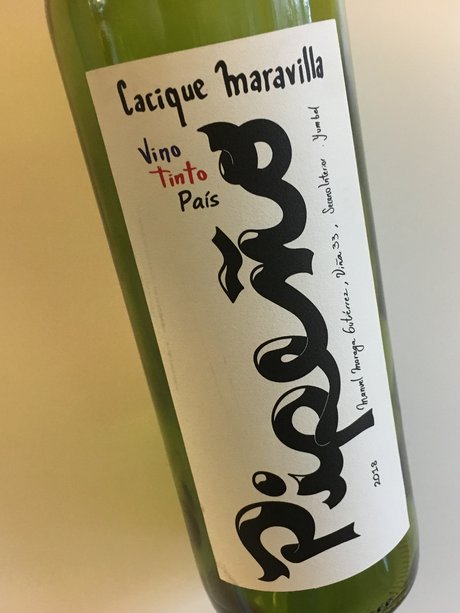 Cacique Maravilla
Vino
Tinto
País
Pipeño
Manuel Moraga Gutiérrez, Viña 33, Secano Interior . Yumbel
2018